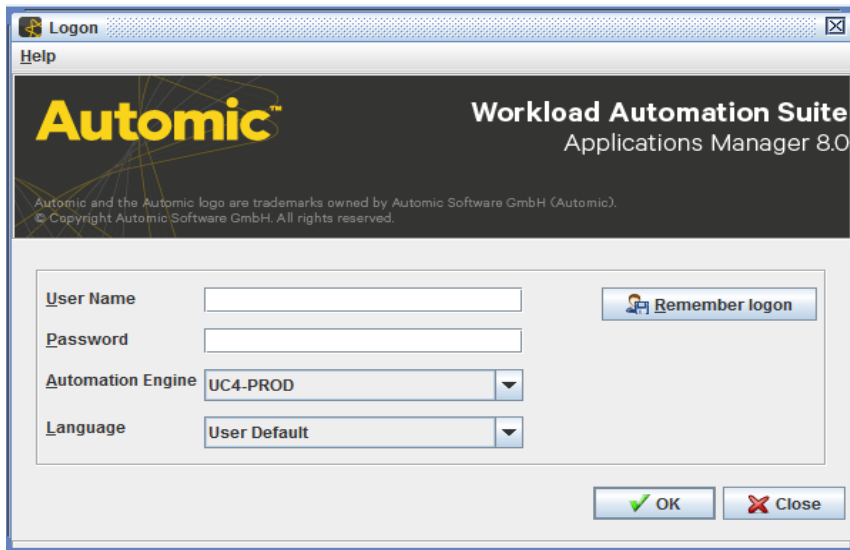 Logon
Help
Automic™
Workload Automation Suite
Applications Manager 8.0
Automic and the Automic logo are trademarks owned by Automic Software GmbH (Automic).
© Copyright Automic Software GmbH. All rights reserved.
User Name
Remember logon
Password
Automation Engine UC4-PROD
Language User Default
OK Close